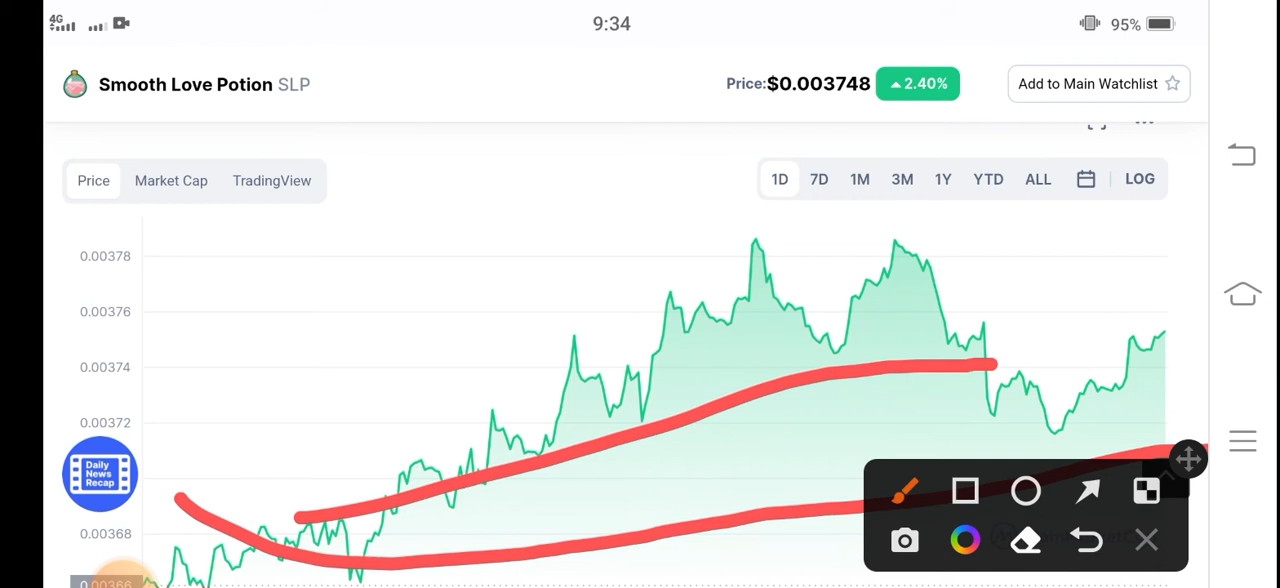 4G 9:34 95%
Smooth Love Potion SLP Price:$0.003748 2.40% Add to Main Watchlist
Price Market Cap TradingView 1D 7D 1M 3M 1Y YTD ALL LOG
0.00378
0.00376
0.00374
0.00372
Daily
News
Recap
0.00368
0.00366